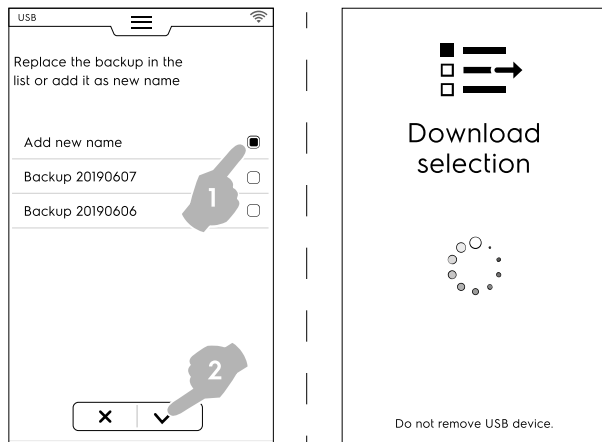 USB
Replace the backup in the
list or add it as new name
Add new name
Backup 20190607
1
Backup 20190606
2
Download
selection
Do not remove USB device.